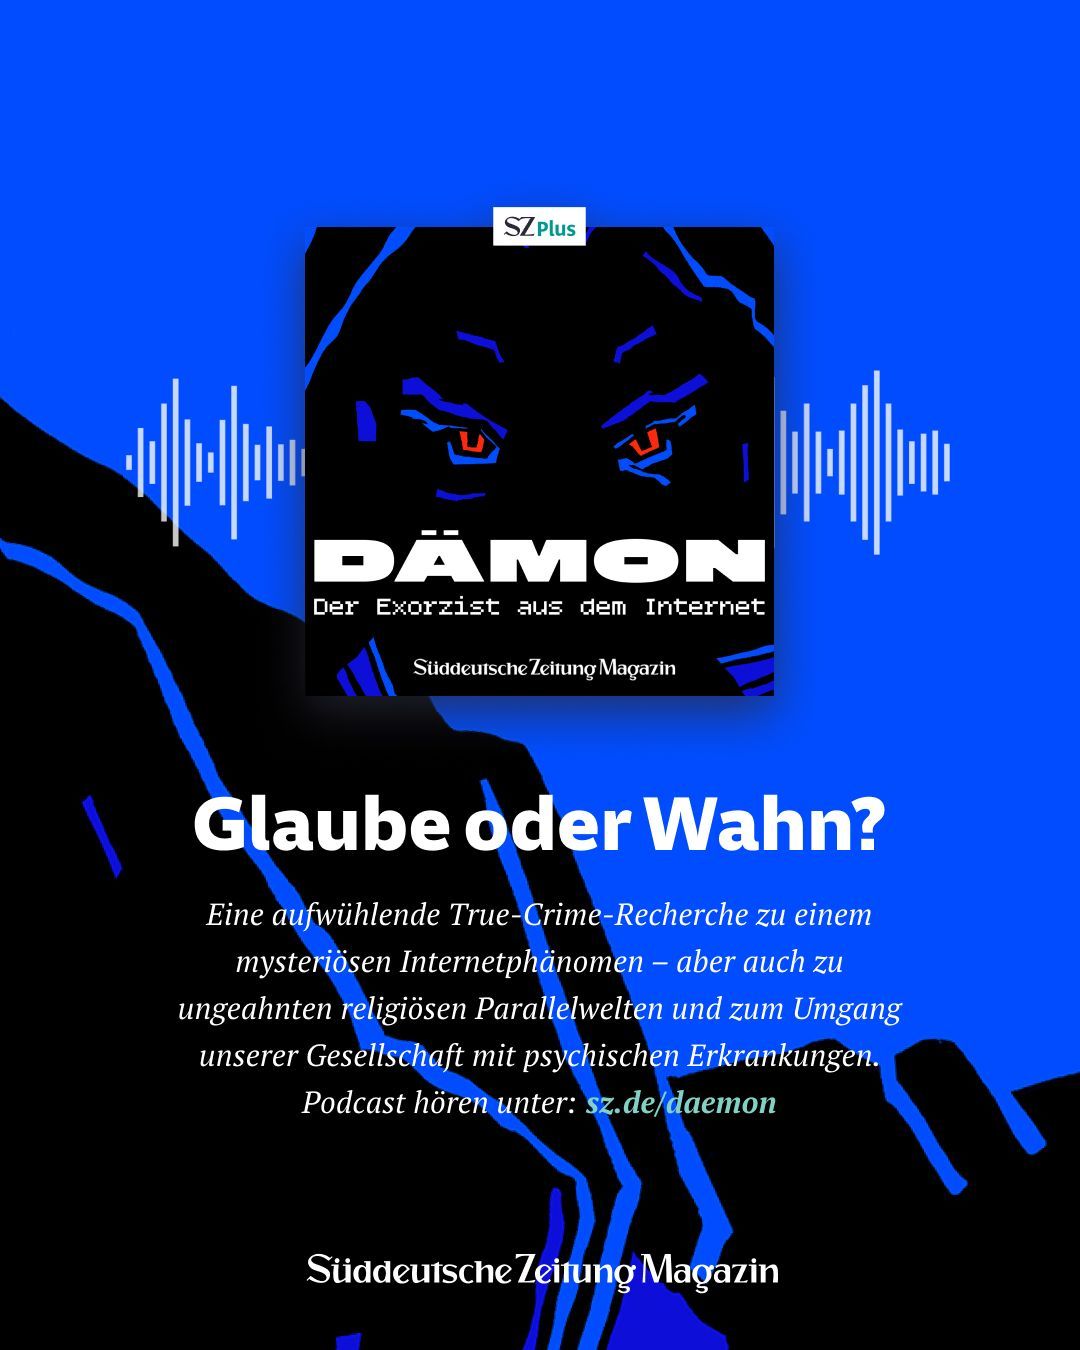 SZ Plus
DÄMON
Der Exorzist aus dem Internet
Süddeutsche Zeitung Magazin
Glaube oder Wahn?
Eine aufwühlende True-Crime-Recherche zu einem
mysteriösen Internetphänomen – aber auch zu
ungeahnten religiösen Parallelwelten und zum Umgang
unserer Gesellschaft mit psychischen Erkrankungen.
Podcast hören unter: sz.de/daemon
Süddeutsche Zeitung Magazin